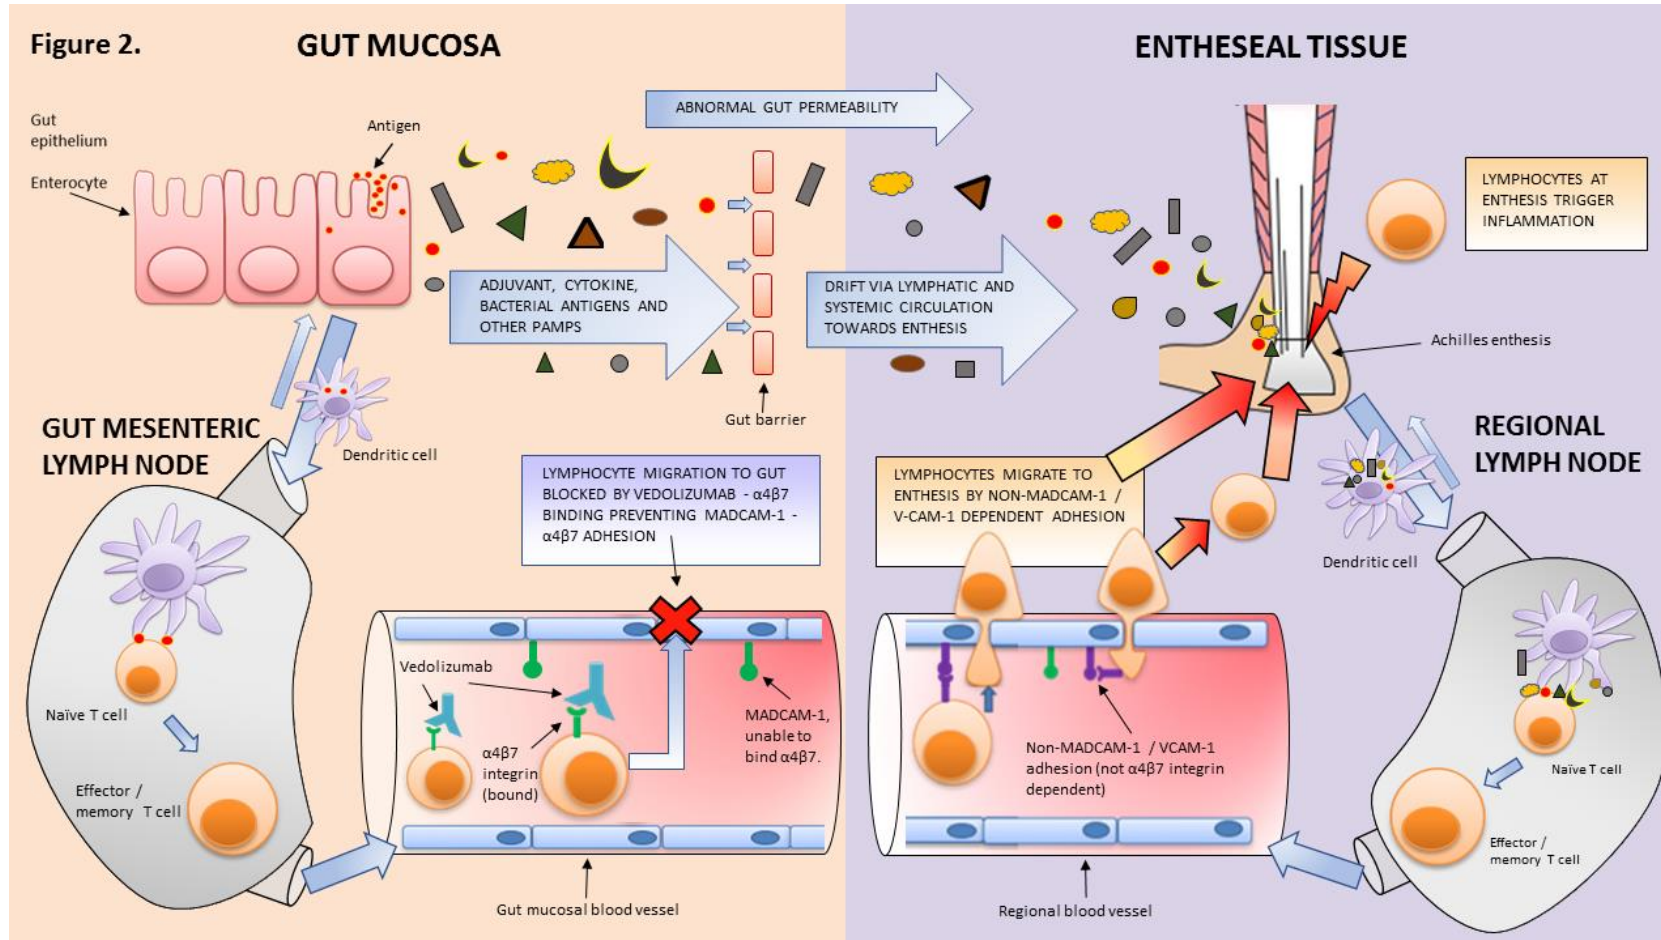 Figure 2.
GUT MUCOSA
ENTHESEAL TISSUE
ABNORMAL GUT PERMEABILITY
Gut
epithelium
Antigen
Enterocyte
LYMPHOCYTES AT
ENTHESIS TRIGGER
INFLAMMATION
ADJUVANT, CYTOKINE,
BACTERIAL ANTIGENS AND
OTHER PAMPS
DRIFT VIA LYMPHATIC AND
SYSTEMIC CIRCULATION
TOWARDS ENTHESIS
Achilles enthesis
Gut barrier
GUT MESENTERIC
LYMPH NODE
Dendritic cell
REGIONAL
LYMPH NODE
LYMPHOCYTE MIGRATION TO GUT
BLOCKED BY VEDOLIZUMAB - α4β7
BINDING PREVENTING MADCAM-1 -
α4β7 ADHESION
LYMPHOCYTES MIGRATE TO
ENTHESIS BY NON-MADCAM-1 /
V-CAM-1 DEPENDENT ADHESION
Dendritic cell
Vedolizumab
Naïve T cell
α4β7
integrin
(bound)
MADCAM-1,
unable to
bind α4β7.
Non-MADCAM-1 / VCAM-1
adhesion (not α4β7 integrin
dependent)
Naïve T cell
Effector /
memory T cell
Effector /
memory T cell
Gut mucosal blood vessel
Regional blood vessel